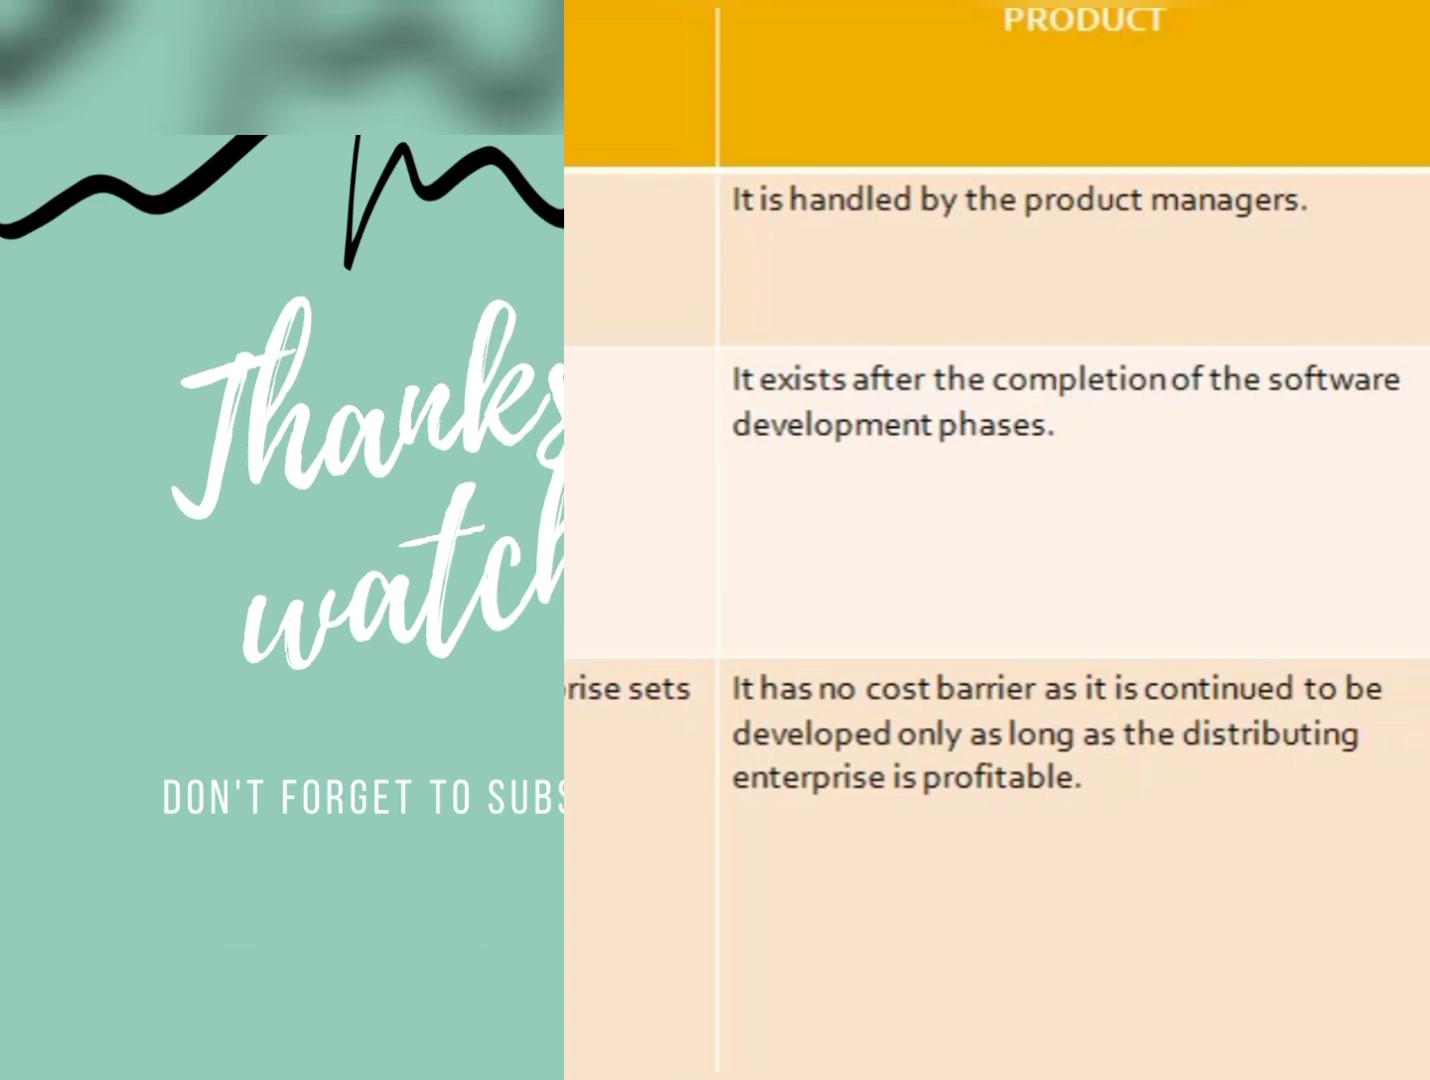 Thanks
watch
DON'T FORGET TO SUBS
PRODUCT
It is handled by the product managers.
It exists after the completion of the software
development phases.
rise sets
It has no cost barrier as it is continued to be
developed only as long as the distributing
enterprise is profitable.